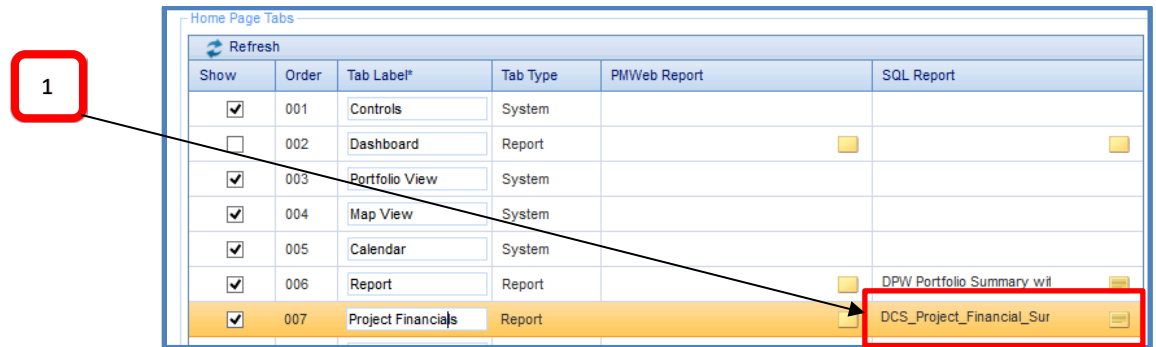 Home Page Tabs
Refresh
Show Order Tab Label* Tab Type PMWeb Report SQL Report
1
001 Controls System
002 Dashboard Report
003 Portfolio View System
004 Map View System
005 Calendar System
006 Report Report DPW Portfolio Summary wit
007 Project Financials Report DCS_Project_Financial_Sur